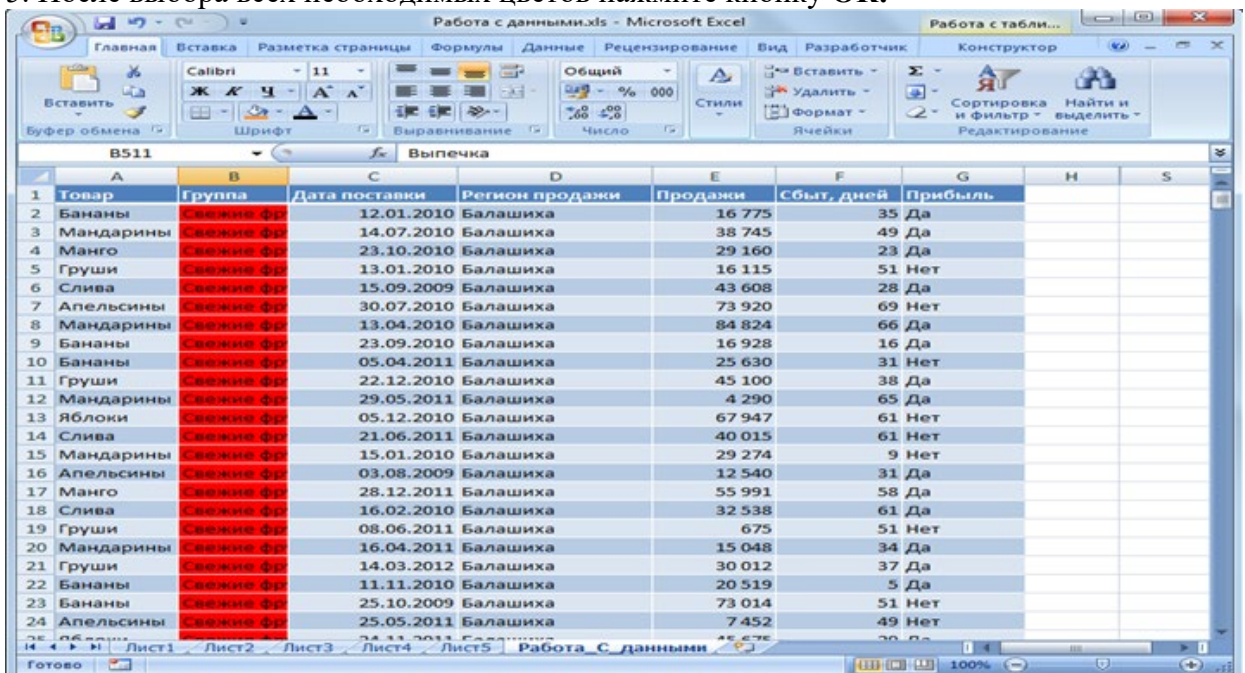 5. После выбора всех необходимых цветов нажмите кнопку ОК.
Работа с данными.xls - Microsoft Excel Работа с табли...
Главная Вставка Разметка страницы Формулы Данные Рецензирование Вид Разработчик Конструктор
Вставить Calibri 11 Общий Стили Вставить Сортировка и фильтр Найти и выделить
Ж К Ч % 000 Удалить
Формат
Буфер обмена Шрифт Выравнивание Число Ячейки Редактирование
B511 fx Выпечка
A B C D E F G H S
1 Товар Группа Дата поставки Регион продажи Продажи Сбыт, дней Прибыль
2 Бананы Свежие фр 12.01.2010 Балашиха 16 775 35 Да
3 Мандарины Свежие фр 14.07.2010 Балашиха 38 745 49 Да
4 Манго Свежие фр 23.10.2010 Балашиха 29 160 23 Да
5 Груши Свежие фр 13.01.2010 Балашиха 16 115 51 Нет
6 Слива Свежие фр 15.09.2009 Балашиха 43 608 28 Да
7 Апельсины Свежие фр 30.07.2010 Балашиха 73 920 69 Нет
8 Мандарины Свежие фр 13.04.2010 Балашиха 84 824 66 Да
9 Бананы Свежие фр 23.09.2010 Балашиха 16 928 16 Да
10 Бананы Свежие фр 05.04.2011 Балашиха 25 630 31 Нет
11 Груши Свежие фр 22.12.2010 Балашиха 45 100 38 Да
12 Мандарины Свежие фр 29.05.2011 Балашиха 4 290 65 Да
13 Яблоки Свежие фр 05.12.2010 Балашиха 67 947 61 Нет
14 Слива Свежие фр 21.06.2011 Балашиха 40 015 61 Нет
15 Мандарины Свежие фр 15.01.2010 Балашиха 29 274 9 Нет
16 Апельсины Свежие фр 03.08.2009 Балашиха 12 540 31 Да
17 Манго Свежие фр 28.12.2011 Балашиха 55 991 58 Да
18 Слива Свежие фр 16.02.2010 Балашиха 32 538 61 Да
19 Груши Свежие фр 08.06.2011 Балашиха 675 51 Нет
20 Мандарины Свежие фр 16.04.2011 Балашиха 15 048 34 Да
21 Груши Свежие фр 14.03.2012 Балашиха 30 012 37 Да
22 Бананы Свежие фр 11.11.2010 Балашиха 20 519 5 Да
23 Бананы Свежие фр 25.10.2009 Балашиха 73 014 51 Нет
24 Апельсины Свежие фр 25.05.2011 Балашиха 7 452 49 Нет
Лист1 Лист2 Лист3 Лист4 Лист5 Работа_С_данными
Готово 100%